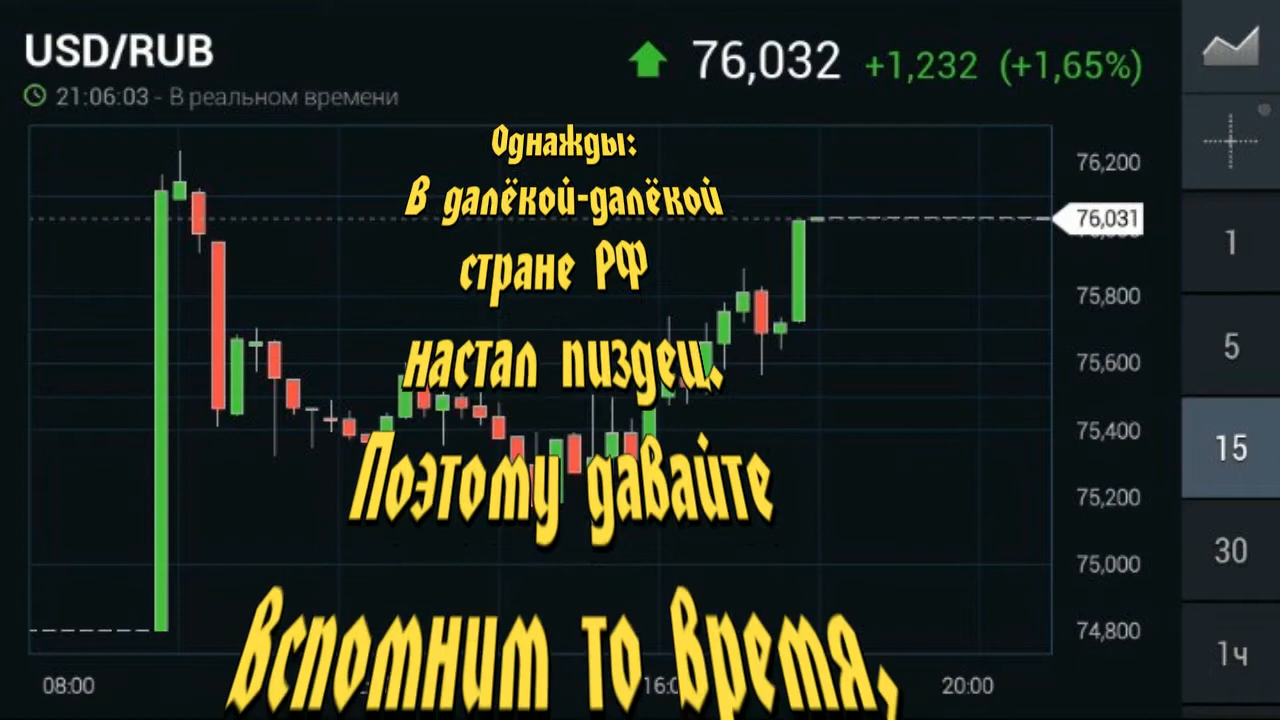 USD/RUB
76,032 +1,232 (+1,65%)
21:06:03 - В реальном времени
Однажды:
В далёкой-далёкой
стране РФ
настал пиздец.
Поэтому давайте
вспомним то время,
76,200
76,031
75,800
75,600
75,400
75,200
75,000
74,800
08:00
16:0
20:00
1
5
15
30
1ч